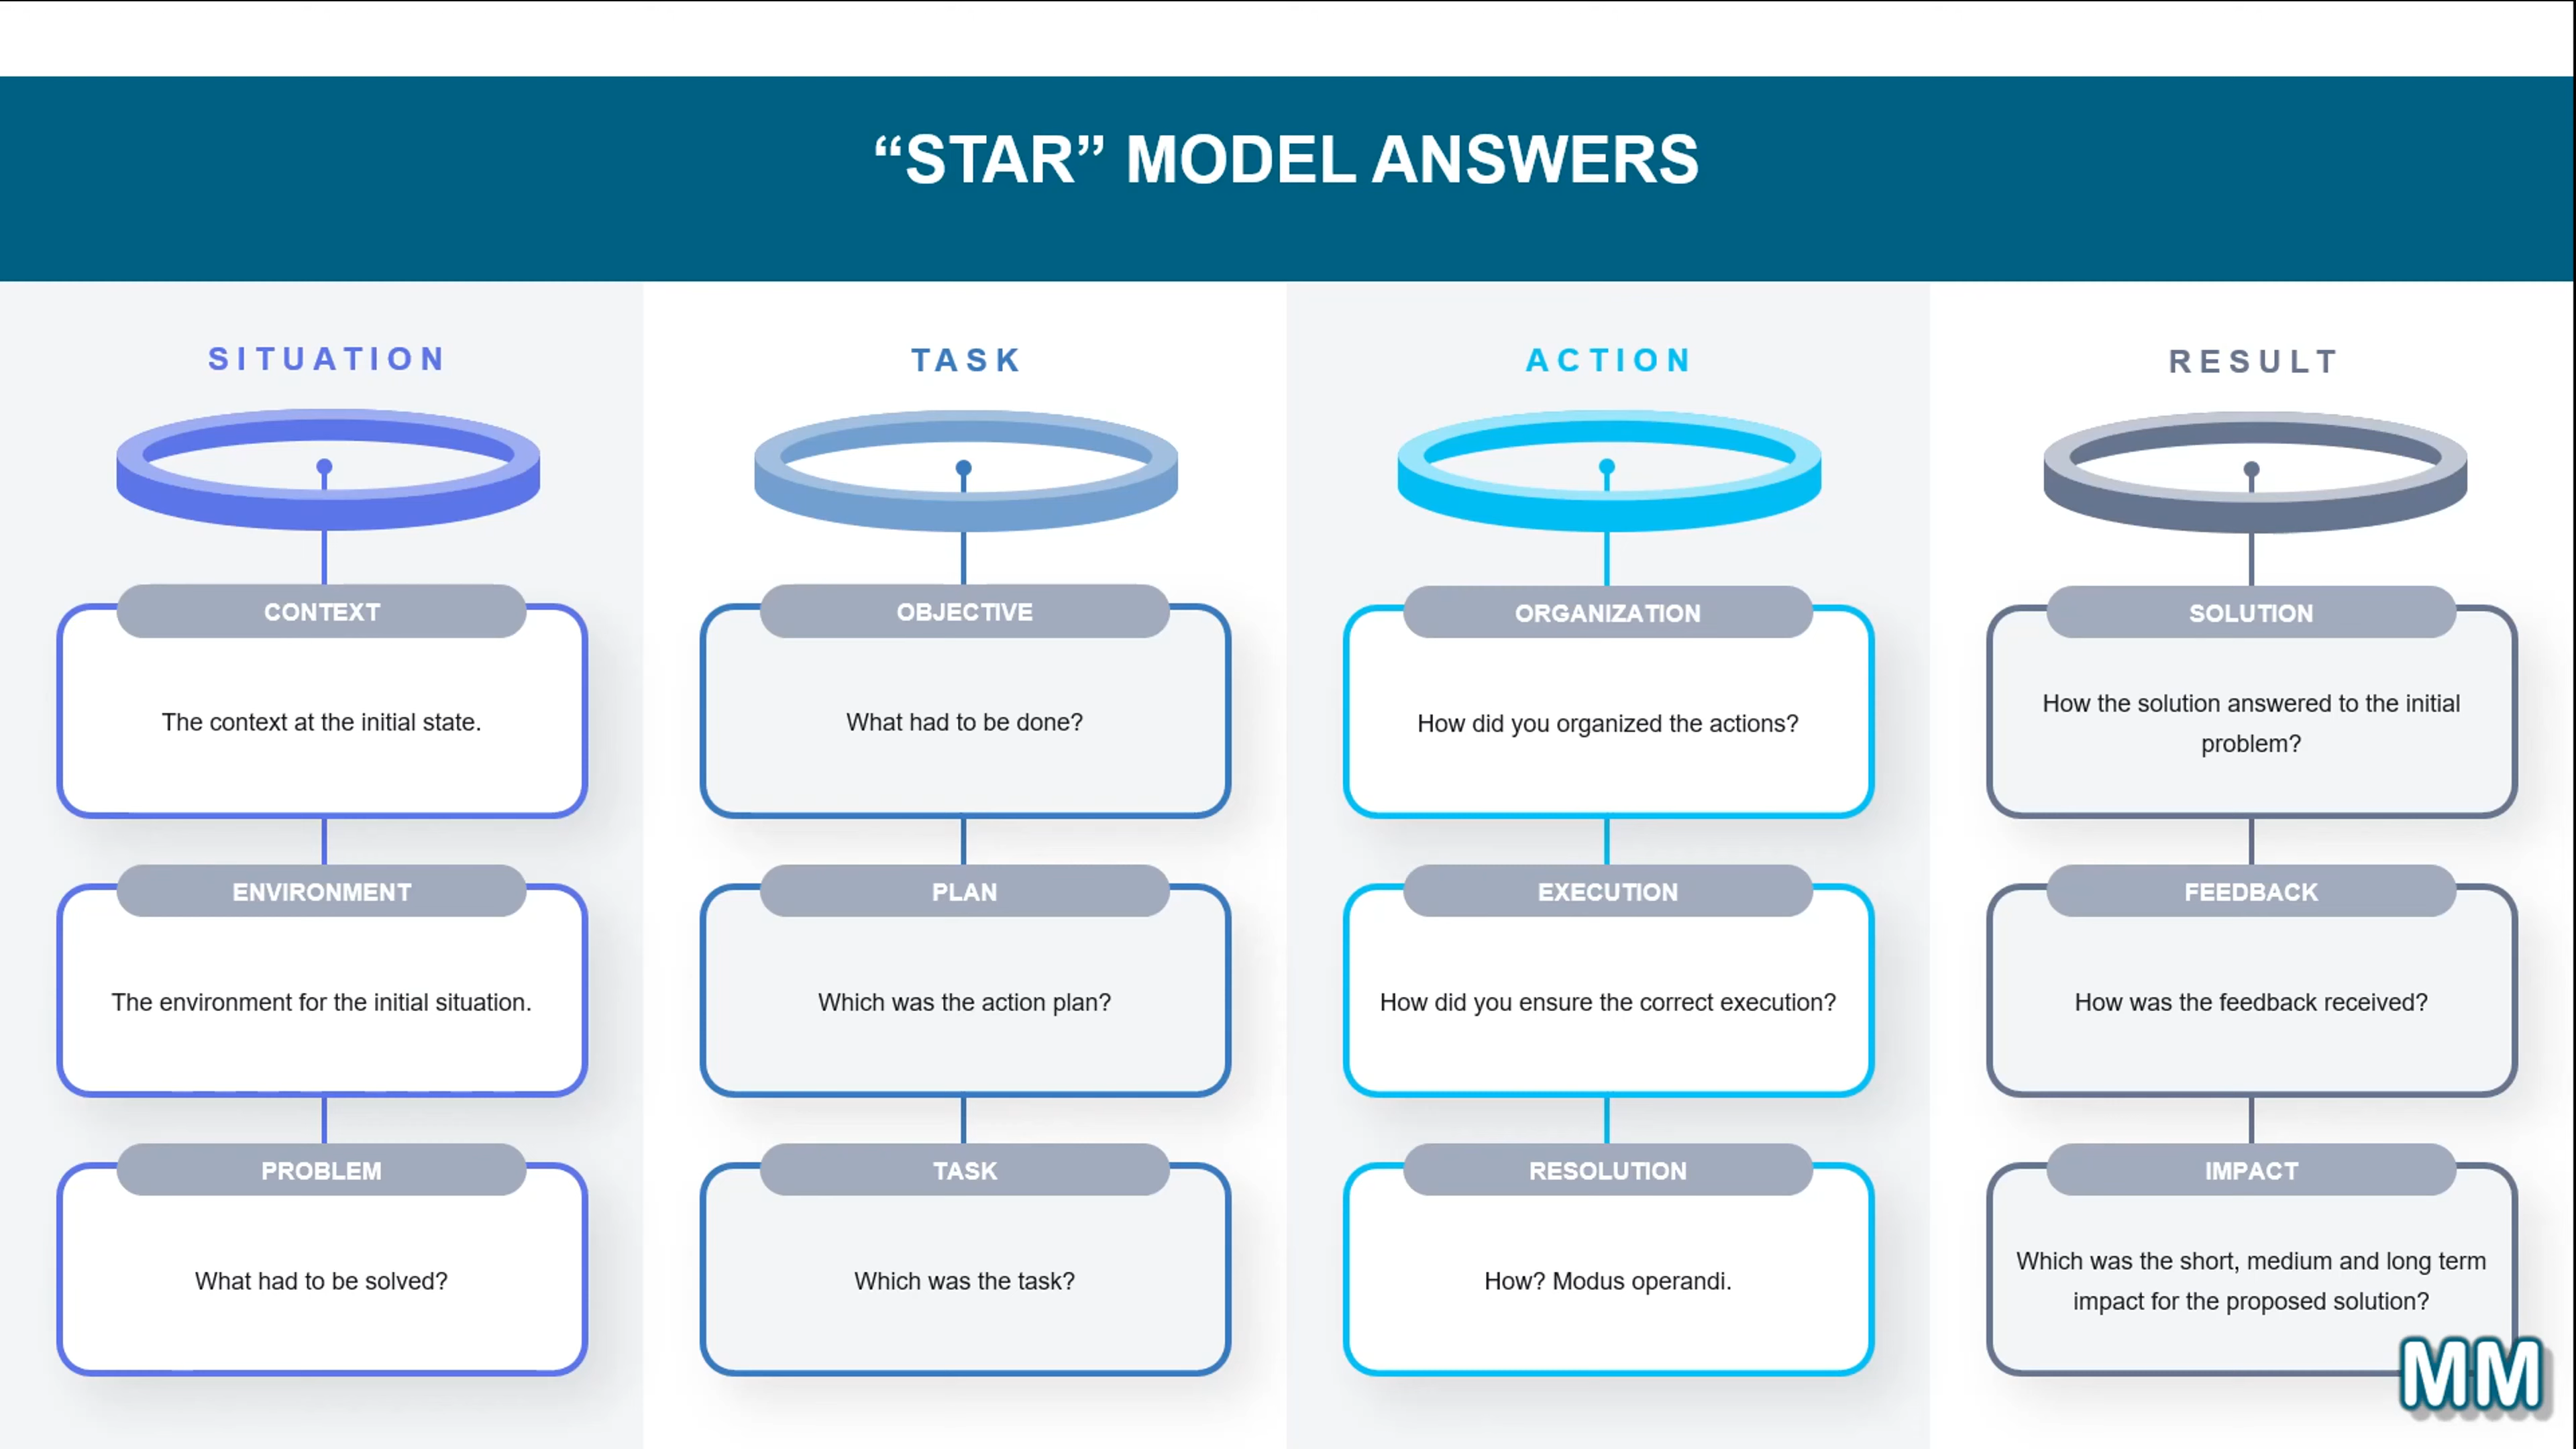 “STAR” MODEL ANSWERS
SITUATION
CONTEXT
The context at the initial state.
ENVIRONMENT
The environment for the initial situation.
PROBLEM
What had to be solved?
TASK
OBJECTIVE
What had to be done?
PLAN
Which was the action plan?
TASK
Which was the task?
ACTION
ORGANIZATION
How did you organized the actions?
EXECUTION
How did you ensure the correct execution?
RESOLUTION
How? Modus operandi.
RESULT
SOLUTION
How the solution answered to the initial
problem?
FEEDBACK
How was the feedback received?
IMPACT
Which was the short, medium and long term
impact for the proposed solution?
MM